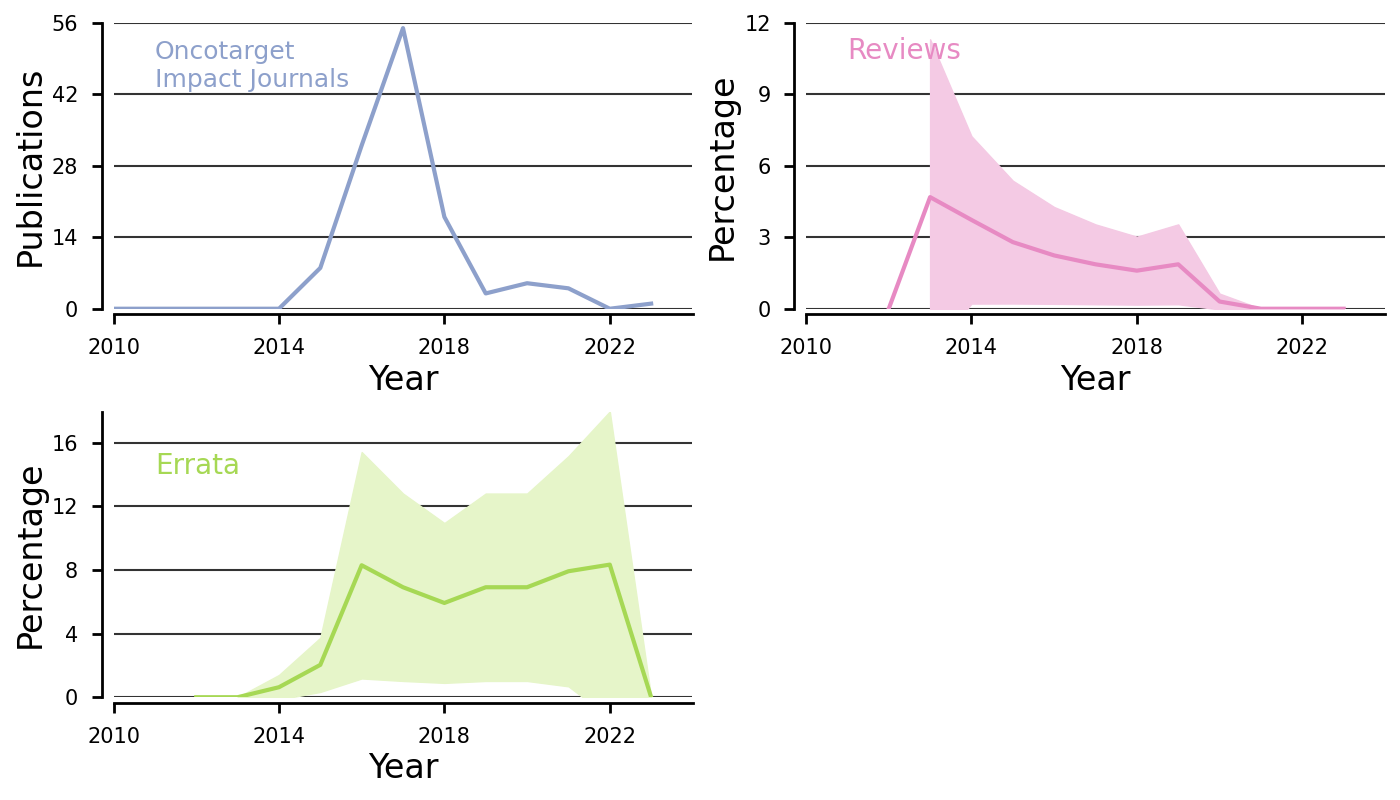 Publications
56
42
28
14
0
Oncotarget
Impact Journals
2010 2014 2018 2022
Year
Percentage
12
9
6
3
0
Reviews
2010 2014 2018 2022
Year
Percentage
16
12
8
4
0
Errata
2010 2014 2018 2022
Year